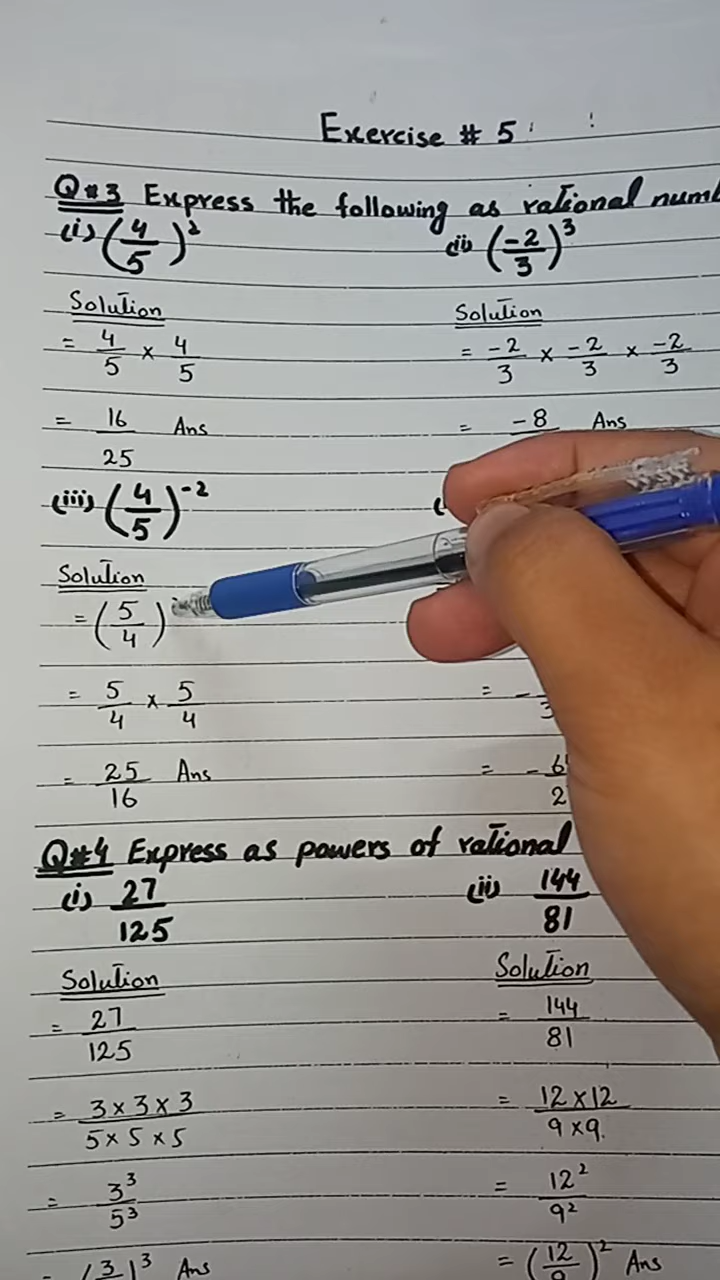 Exercise # 5
Q#3 Express the following as rational
(i) (4/5)² (ii) (-2/3)³
Solution Solution
= 4/5 × 4/5 = -2/3 × -2/3 × -2/3
= 16/25 Ans = -8 Ans
(iii) (4/5)⁻²
Solution
= (5/4)
= 5/4 × 5/4 = -
= 25/16 Ans = -
Q#4 Express as powers of rational
(i) 27/125 (ii) 144/81
Solution Solution
= 27/125 = 144/81
= 3×3×3/5×5×5 = 12×12/9×9.
= 3³/5³ = 12²/9²
= (3/ )³ Ans = (12/9)² Ans